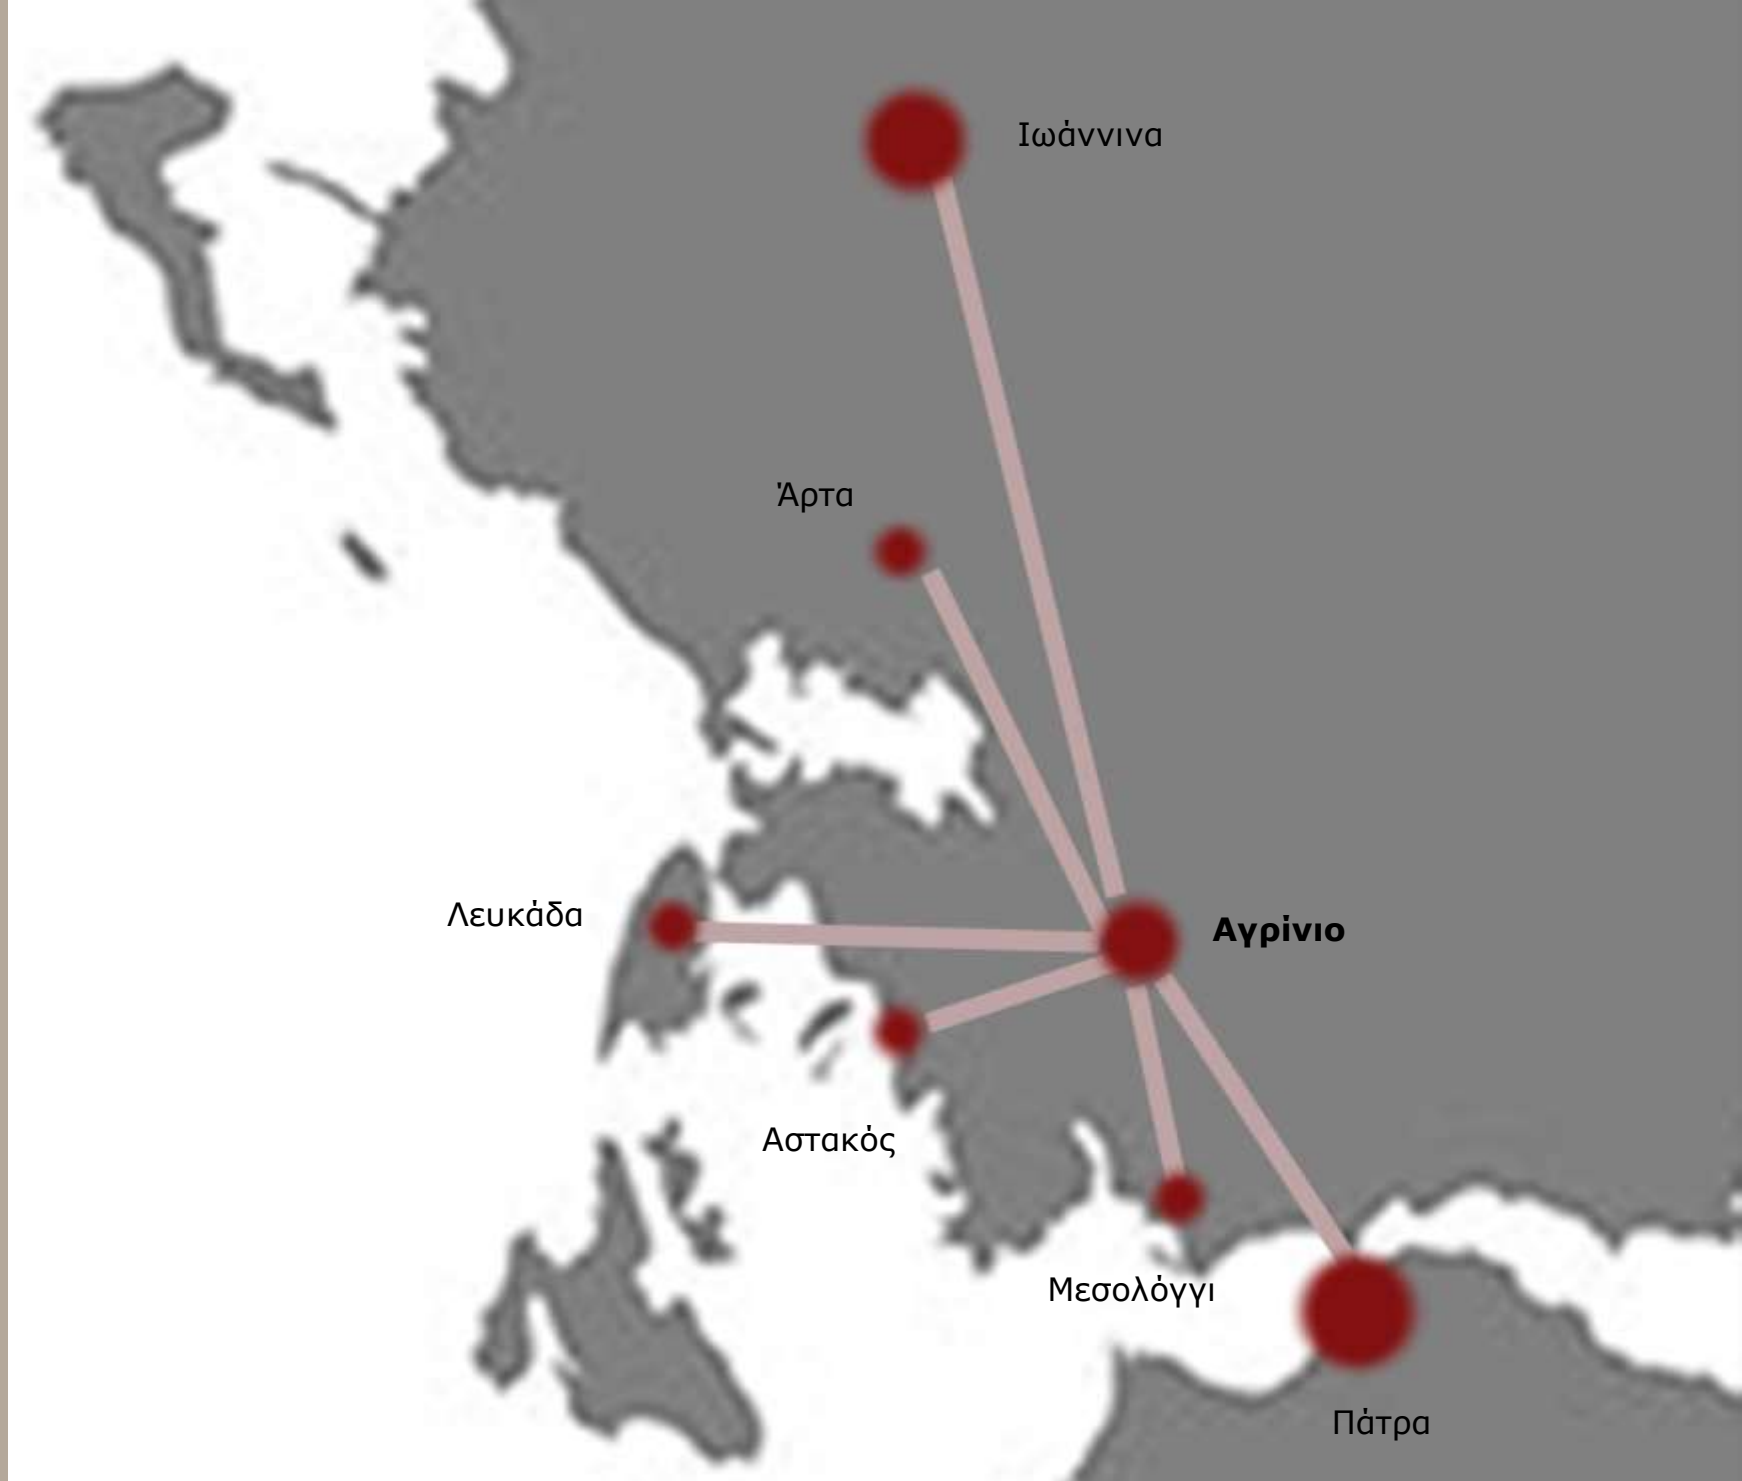 Ιωάννινα
Άρτα
Λευκάδα
Αγρίνιο
Αστακός
Μεσολόγγι
Πάτρα